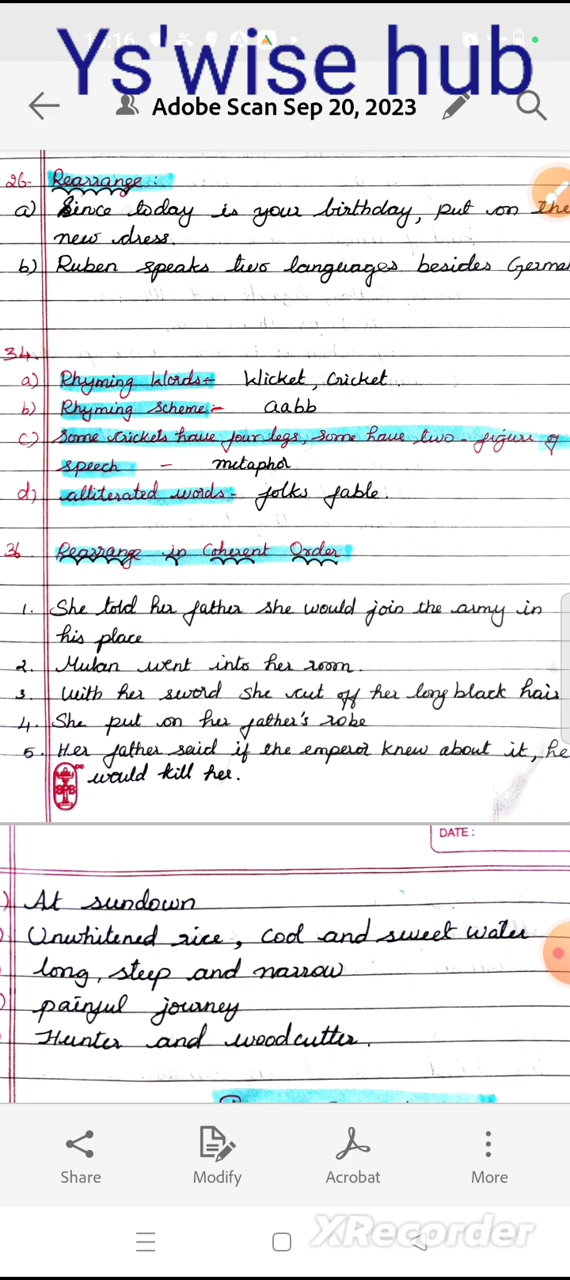 Ys'wise hub
Adobe Scan Sep 20, 2023
26. Rearrange:
a) Since today is your birthday, put on the
new dress.
b) Ruben speaks two languages besides Germa
34.
a) Rhyming Words:- Wicket, Cricket.
b) Rhyming Scheme:- aabb
c) Some crickets have four legs, some have two - figure of
speech - metaphor
d) alliterated words- folks fable.
36. Rearrange in Coherent Order
1. She told her father she would join the army in
his place
2. Mulan went into her room.
3. With her sword she cut off her long black hair
4. She put on her father's robe
5. Her father said if the emperor knew about it, he
would kill her.
SPB
DATE:
) At sundown
) Unwhitened rice, cool and sweet water
long, steep and narrow
) painful journey
Hunter and woodcutter.
Share Modify Acrobat More
XRecorder